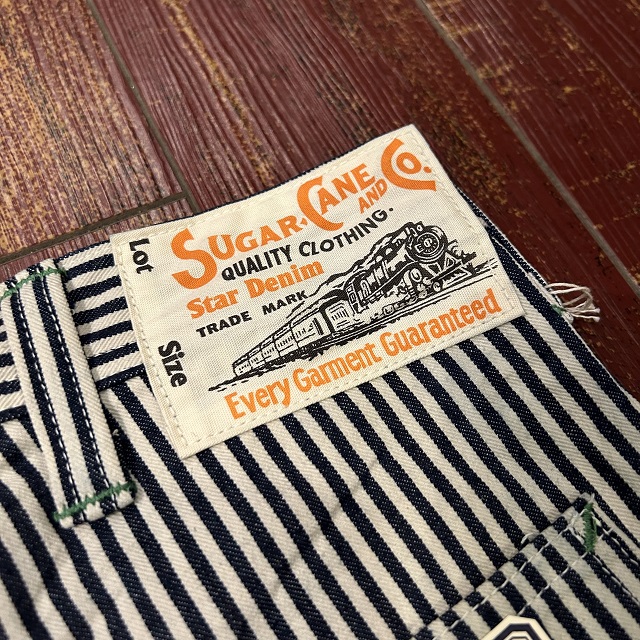 Lot
Size
SUGAR CANE AND CO.
QUALITY CLOTHING.
Star Denim
TRADE MARK
Every Garment Guaranteed